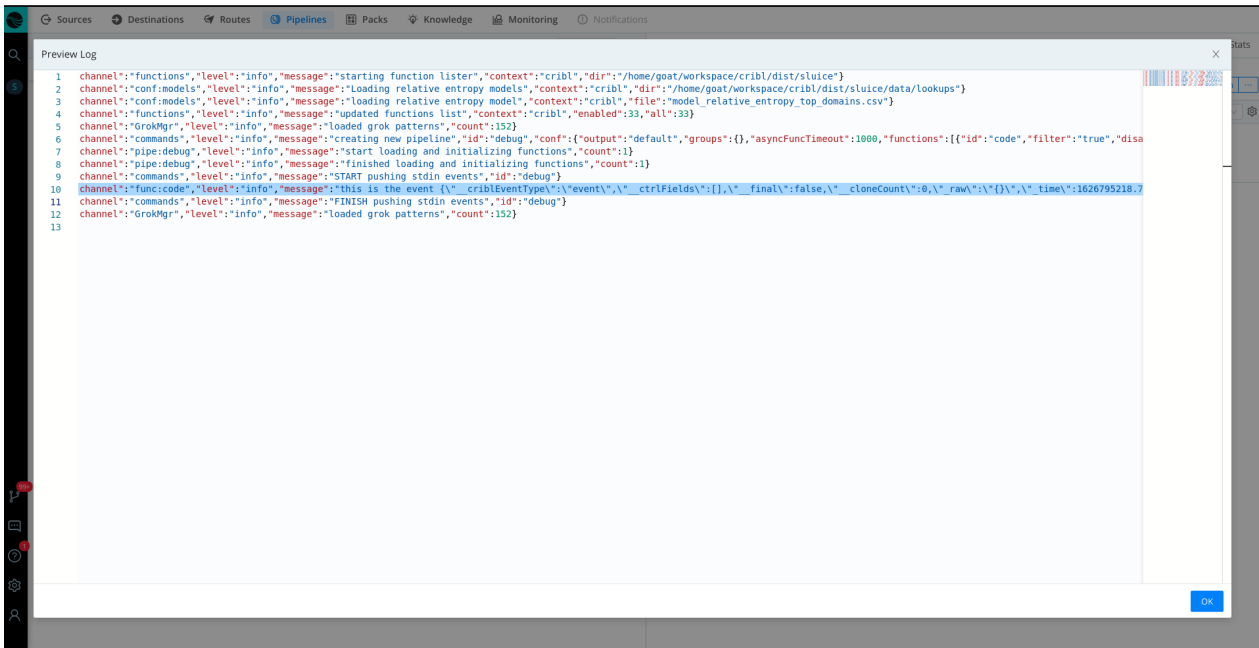 Sources Destinations Routes Pipelines Packs Knowledge Monitoring Notifications
Stats
Preview Log
S
1 channel":"functions","level":"info","message":"starting function lister","context":"cribl","dir":"/home/goat/workspace/cribl/dist/sluice"}
2 channel":"conf:models","level":"info","message":"Loading relative entropy models","context":"cribl","dir":"/home/goat/workspace/cribl/dist/sluice/data/lookups"}
3 channel":"conf:models","level":"info","message":"loading relative entropy model","context":"cribl","file":"model_relative_entropy_top_domains.csv"}
4 channel":"functions","level":"info","message":"updated functions list","context":"cribl","enabled":33,"all":33}
5 channel":"GrokMgr","level":"info","message":"loaded grok patterns","count":152}
6 channel":"commands","level":"info","message":"creating new pipeline","id":"debug","conf":{"output":"default","groups":{},"asyncFuncTimeout":1000,"functions":[{"id":"code","filter":"true","disa
7 channel":"pipe:debug","level":"info","message":"start loading and initializing functions","count":1}
8 channel":"pipe:debug","level":"info","message":"finished loading and initializing functions","count":1}
9 channel":"commands","level":"info","message":"START pushing stdin events","id":"debug"}
10 channel":"func:code","level":"info","message":"this is the event {\"__criblEventType\":\"event\",\"__ctrlFields\":[],\"__final\":false,\"__cloneCount\":0,\"_raw\":\"{}\",\"_time\":1626795218.7
11 channel":"commands","level":"info","message":"FINISH pushing stdin events","id":"debug"}
12 channel":"GrokMgr","level":"info","message":"loaded grok patterns","count":152}
13
99+
1
OK